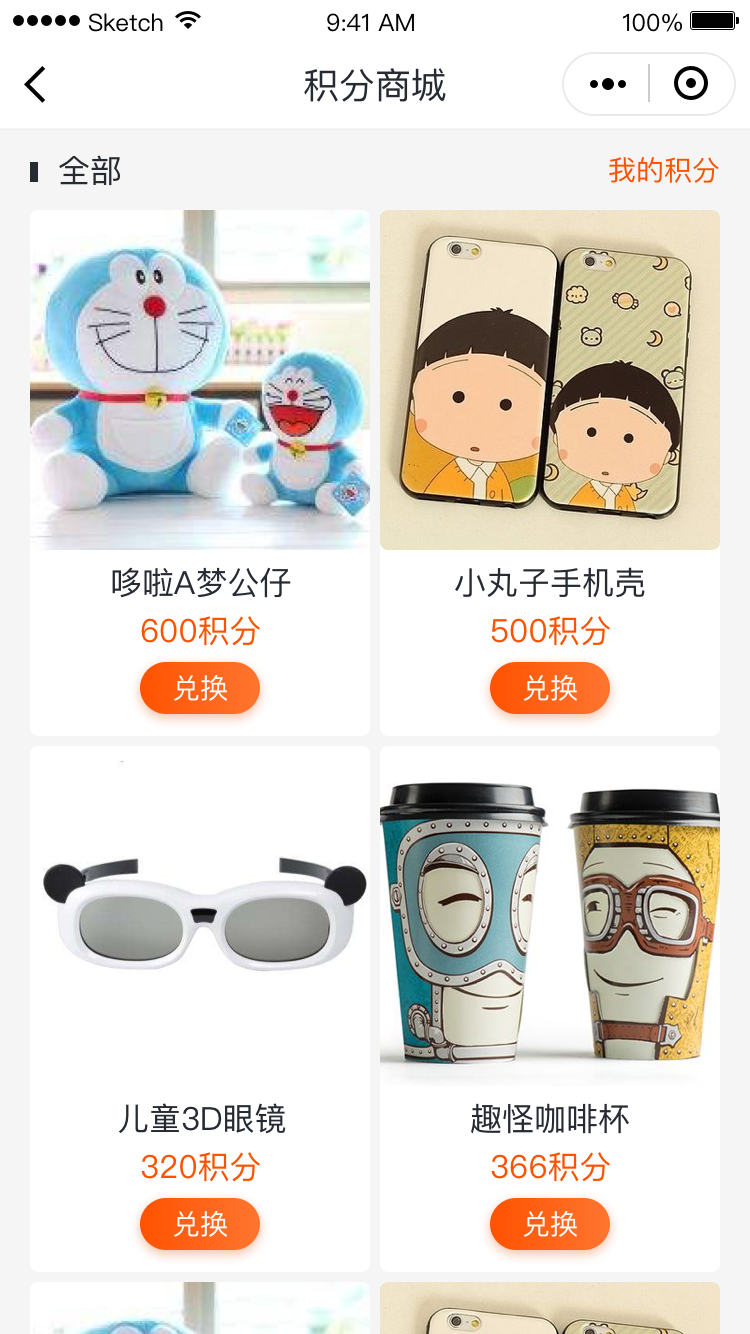 Sketch 9:41 AM 100%
积分商城
全部 我的积分
哆啦A梦公仔
600积分
兑换
小丸子手机壳
500积分
兑换
儿童3D眼镜
320积分
兑换
趣怪咖啡杯
366积分
兑换